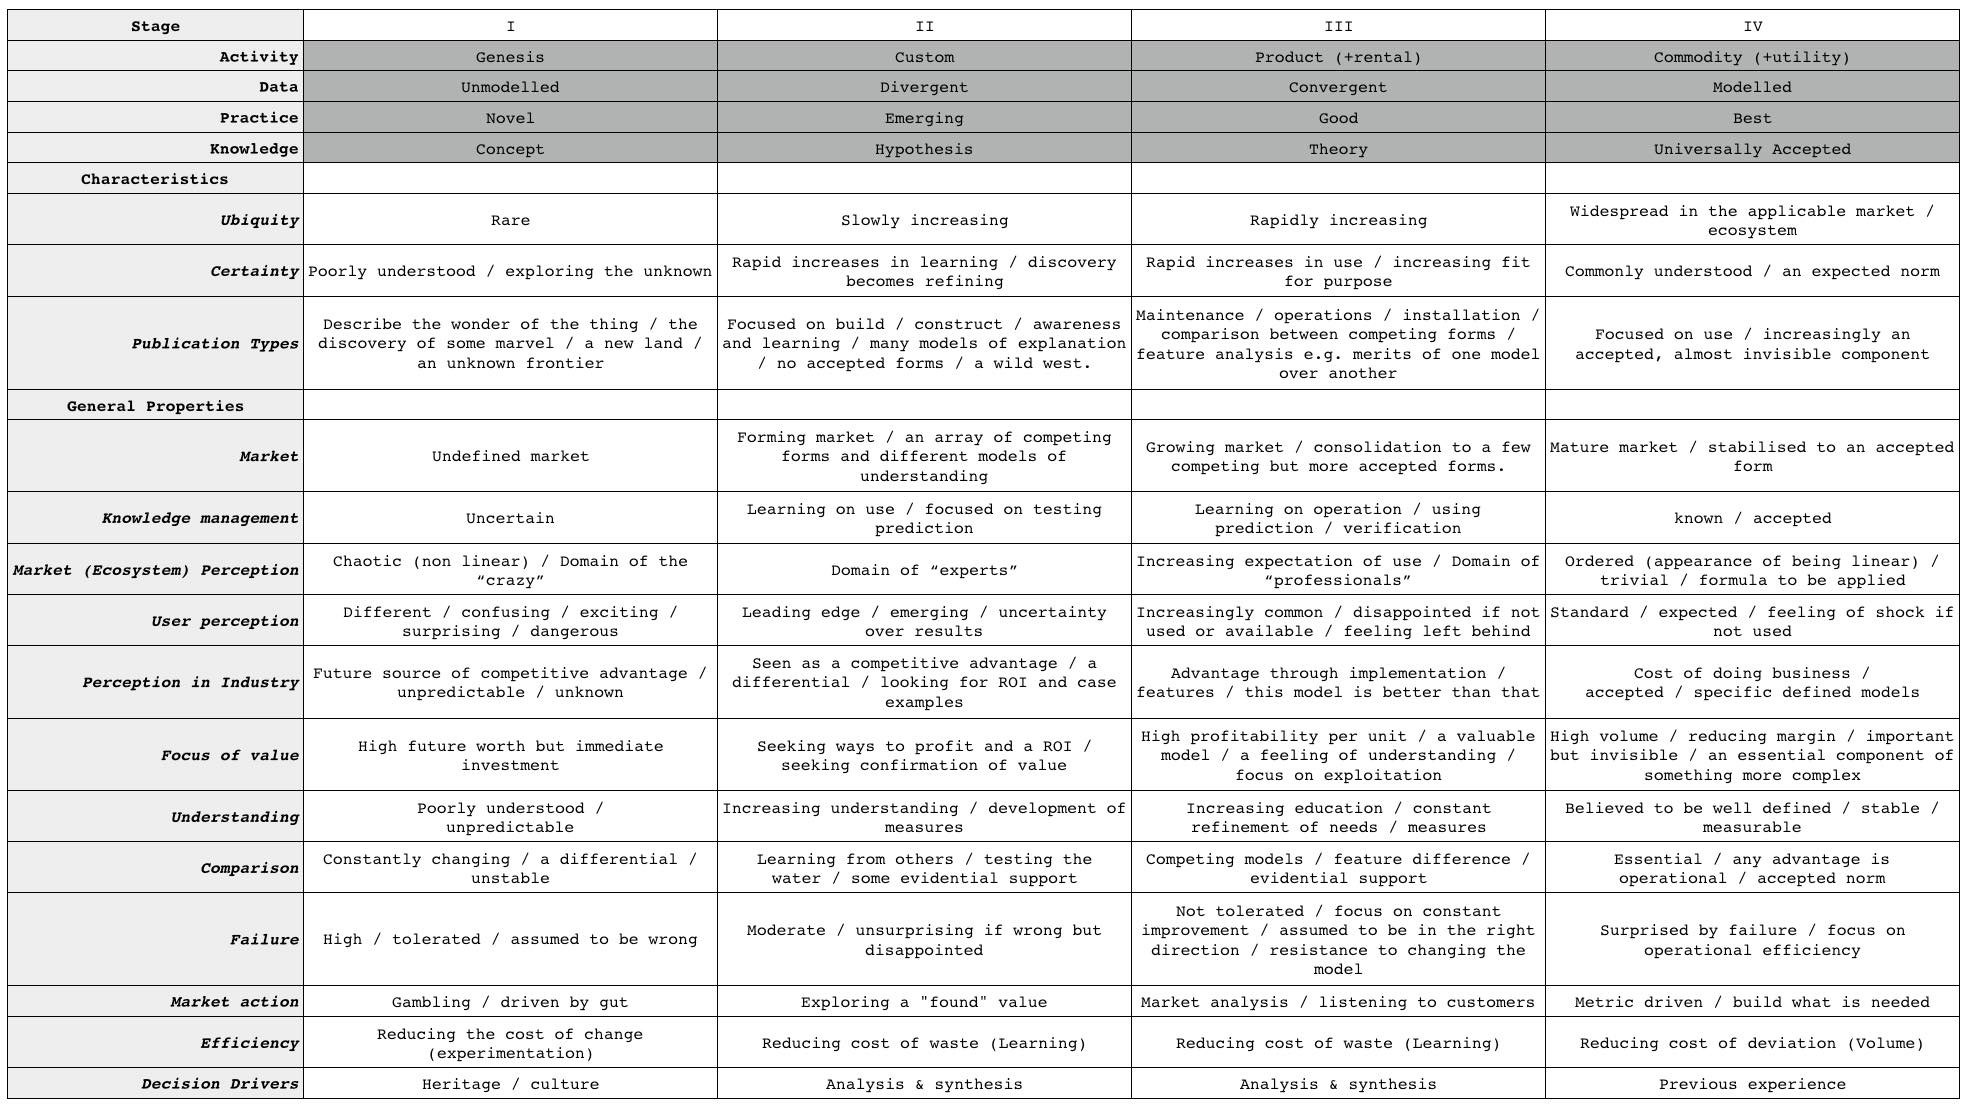 Stage I II III IV
Activity Genesis Custom Product (+rental) Commodity (+utility)
Data Unmodelled Divergent Convergent Modelled
Practice Novel Emerging Good Best
Knowledge Concept Hypothesis Theory Universally Accepted
Characteristics
Ubiquity
Rare
Slowly increasing
Rapidly increasing
Widespread in the applicable market /
ecosystem
Certainty
Poorly understood / exploring the unknown
Rapid increases in learning / discovery
becomes refining
Rapid increases in use / increasing fit
for purpose
Commonly understood / an expected norm
Publication Types
Describe the wonder of the thing / the
discovery of some marvel / a new land /
an unknown frontier
Focused on build / construct / awareness
and learning / many models of explanation
/ no accepted forms / a wild west.
Maintenance / operations / installation /
comparison between competing forms /
feature analysis e.g. merits of one model
over another
Focused on use / increasingly an
accepted, almost invisible component
General Properties
Market
Undefined market
Forming market / an array of competing
forms and different models of
understanding
Growing market / consolidation to a few
competing but more accepted forms.
Mature market / stabilised to an accepted
form
Knowledge management
Uncertain
Learning on use / focused on testing
prediction
Learning on operation / using
prediction / verification
known / accepted
Market (Ecosystem) Perception
Chaotic (non linear) / Domain of the
“crazy”
Domain of “experts”
Increasing expectation of use / Domain of
“professionals”
Ordered (appearance of being linear) /
trivial / formula to be applied
User perception
Different / confusing / exciting /
surprising / dangerous
Leading edge / emerging / uncertainty
over results
Increasingly common / disappointed if not
used or available / feeling left behind
Standard / expected / feeling of shock if
not used
Perception in Industry
Future source of competitive advantage /
unpredictable / unknown
Seen as a competitive advantage / a
differential / looking for ROI and case
examples
Advantage through implementation /
features / this model is better than that
Cost of doing business /
accepted / specific defined models
Focus of value
High future worth but immediate
investment
Seeking ways to profit and a ROI /
seeking confirmation of value
High profitability per unit / a valuable
model / a feeling of understanding /
focus on exploitation
High volume / reducing margin / important
but invisible / an essential component of
something more complex
Understanding
Poorly understood /
unpredictable
Increasing understanding / development of
measures
Increasing education / constant
refinement of needs / measures
Believed to be well defined / stable /
measurable
Comparison
Constantly changing / a differential /
unstable
Learning from others / testing the
water / some evidential support
Competing models / feature difference /
evidential support
Essential / any advantage is
operational / accepted norm
Failure
High / tolerated / assumed to be wrong
Moderate / unsurprising if wrong but
disappointed
Not tolerated / focus on constant
improvement / assumed to be in the right
direction / resistance to changing the
model
Surprised by failure / focus on
operational efficiency
Market action
Gambling / driven by gut
Exploring a "found" value
Market analysis / listening to customers
Metric driven / build what is needed
Efficiency
Reducing the cost of change
(experimentation)
Reducing cost of waste (Learning)
Reducing cost of waste (Learning)
Reducing cost of deviation (Volume)
Decision Drivers
Heritage / culture
Analysis & synthesis
Analysis & synthesis
Previous experience